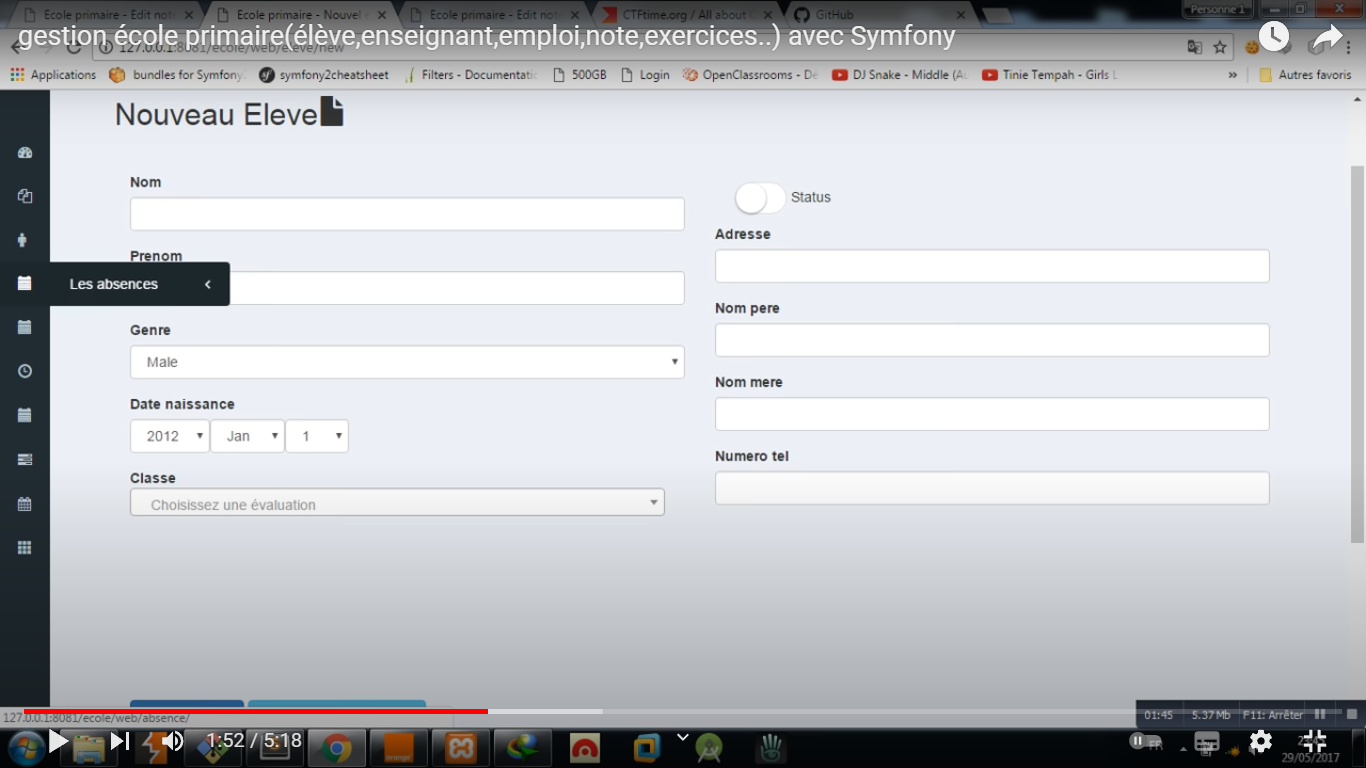 Ecole primaire - Edit not
Ecole primaire - Nouvel e
Ecole primaire - Edit not
CTFtime.org / All about
GitHub
Personne 1
gestion école primaire(élève,enseignant,emploi,note,exercices..) avec Symfony
127.0.0.1:8081/ecole/web/eleve/new
Applications
bundles for Symfony
symfony2cheatsheet
Filters - Documentatic
500GB
Login
OpenClassrooms - Dé
DJ Snake - Middle (Au
Tinie Tempah - Girls L
»
Autres favoris
Nouveau Eleve
Nom
Status
Adresse
Prenom
Les absences
Nom pere
Genre
Male
Nom mere
Date naissance
2012
Jan
1
Numero tel
Classe
Choisissez une évaluation
127.0.0.1:8081/ecole/web/absence/
01:45
5.37 Mb
F11: Arrêter
1:52 / 5:18
orange
FR
29/05/2017